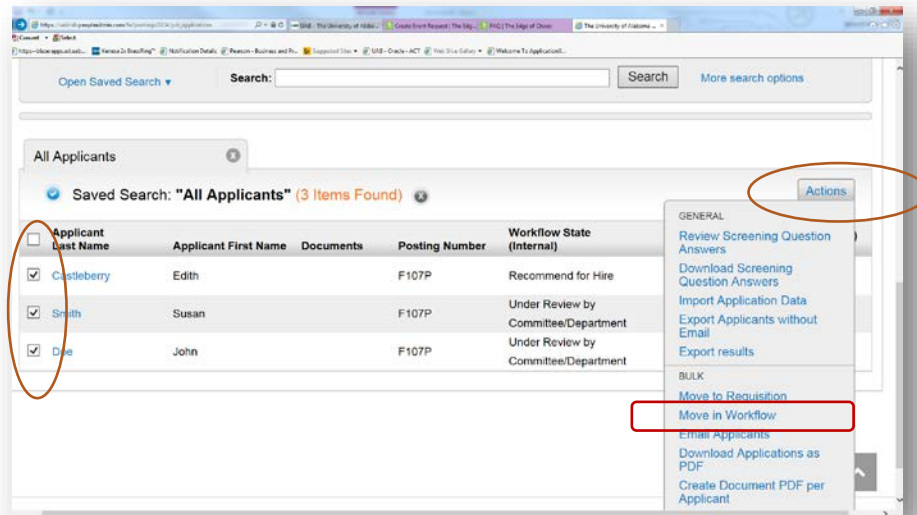 Convert ▾ Select
Open Saved Search ▾ Search: Search More search options
All Applicants
Saved Search: "All Applicants" (3 Items Found)
Actions
Applicant Last Name Applicant First Name Documents Posting Number Workflow State (Internal)
Castleberry Edith F107P Recommend for Hire
Smith Susan F107P Under Review by Committee/Department
Doe John F107P Under Review by Committee/Department
GENERAL
Review Screening Question
Answers
Download Screening
Question Answers
Import Application Data
Export Applicants without
Email
Export results
BULK
Move to Requisition
Move in Workflow
Email Applicants
Download Applications as
PDF
Create Document PDF per
Applicant